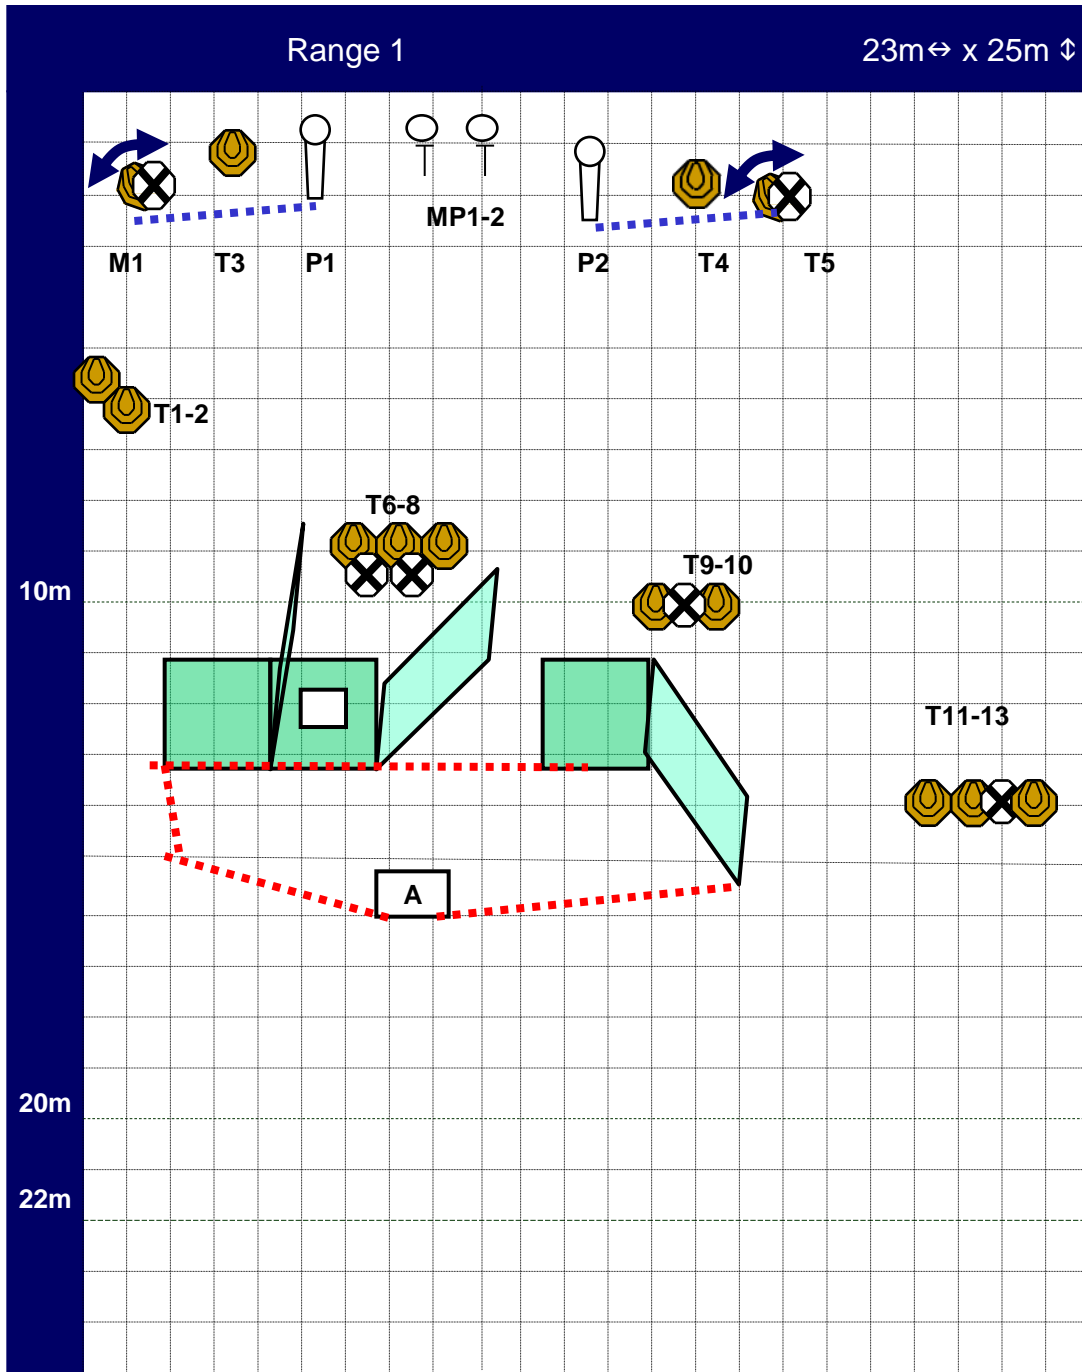 Range 1
23m⇔ x 25m ⇕
MP1-2
M1 T3 P1 P2 T4 T5
T1-2
T6-8
T9-10
10m
T11-13
A
20m
22m